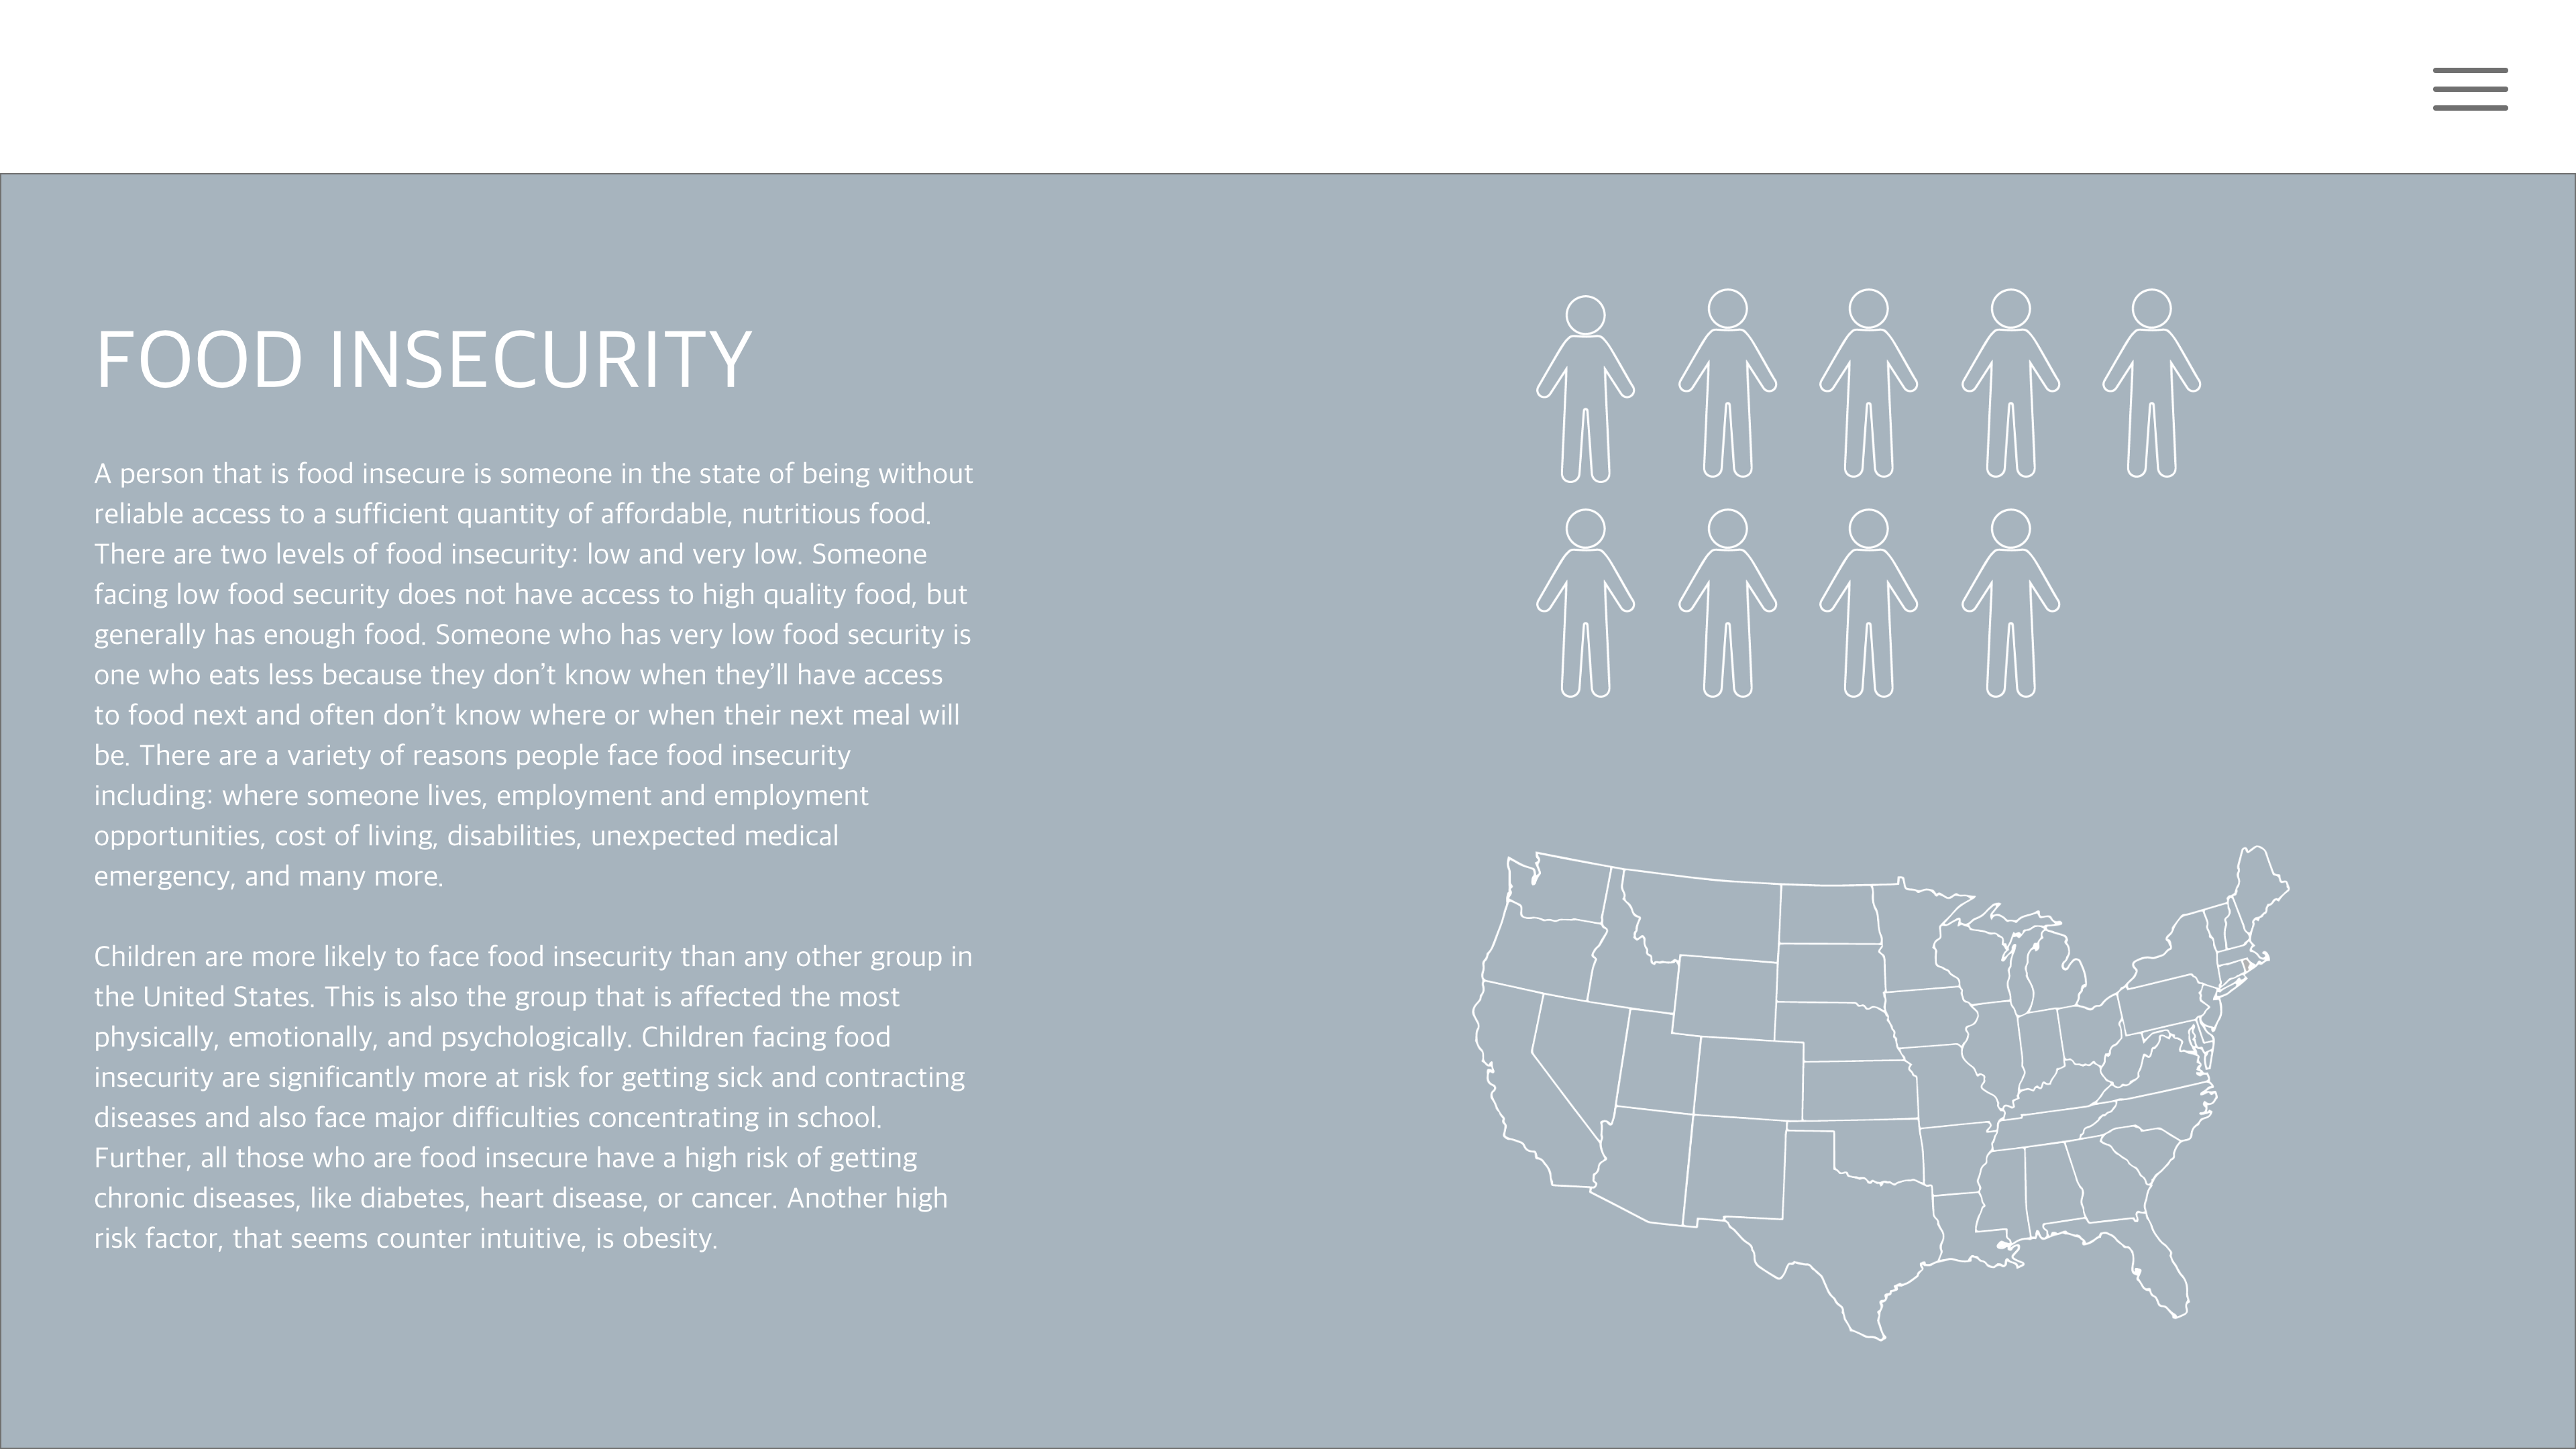 FOOD INSECURITY
A person that is food insecure is someone in the state of being without
reliable access to a sufficient quantity of affordable, nutritious food.
There are two levels of food insecurity: low and very low. Someone
facing low food security does not have access to high quality food, but
generally has enough food. Someone who has very low food security is
one who eats less because they don’t know when they’ll have access
to food next and often don’t know where or when their next meal will
be. There are a variety of reasons people face food insecurity
including: where someone lives, employment and employment
opportunities, cost of living, disabilities, unexpected medical
emergency, and many more.
Children are more likely to face food insecurity than any other group in
the United States. This is also the group that is affected the most
physically, emotionally, and psychologically. Children facing food
insecurity are significantly more at risk for getting sick and contracting
diseases and also face major difficulties concentrating in school.
Further, all those who are food insecure have a high risk of getting
chronic diseases, like diabetes, heart disease, or cancer. Another high
risk factor, that seems counter intuitive, is obesity.